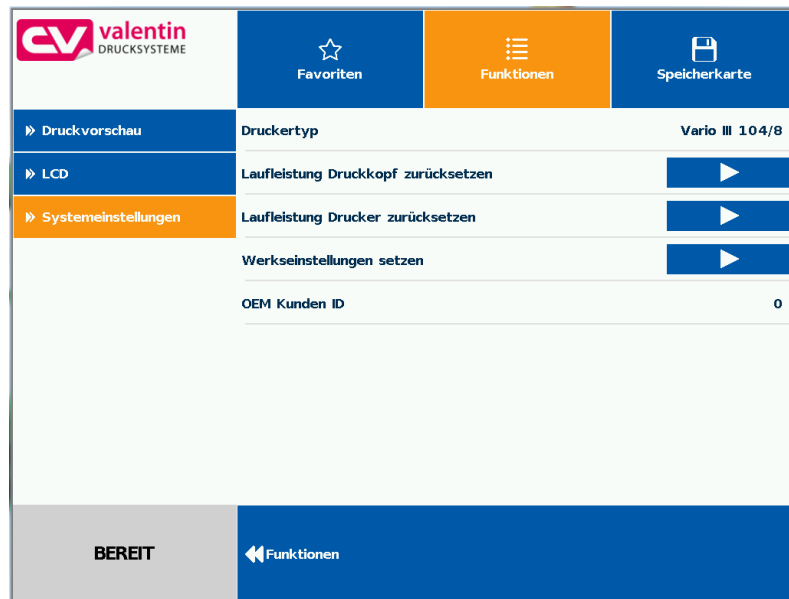 valentin
DRUCKSYSTEME
Favoriten
Funktionen
Speicherkarte
Druckvorschau
LCD
Systemeinstellungen
Druckertyp Vario III 104/8
Laufleistung Druckkopf zurücksetzen
Laufleistung Drucker zurücksetzen
Werkseinstellungen setzen
OEM Kunden ID 0
BEREIT
Funktionen